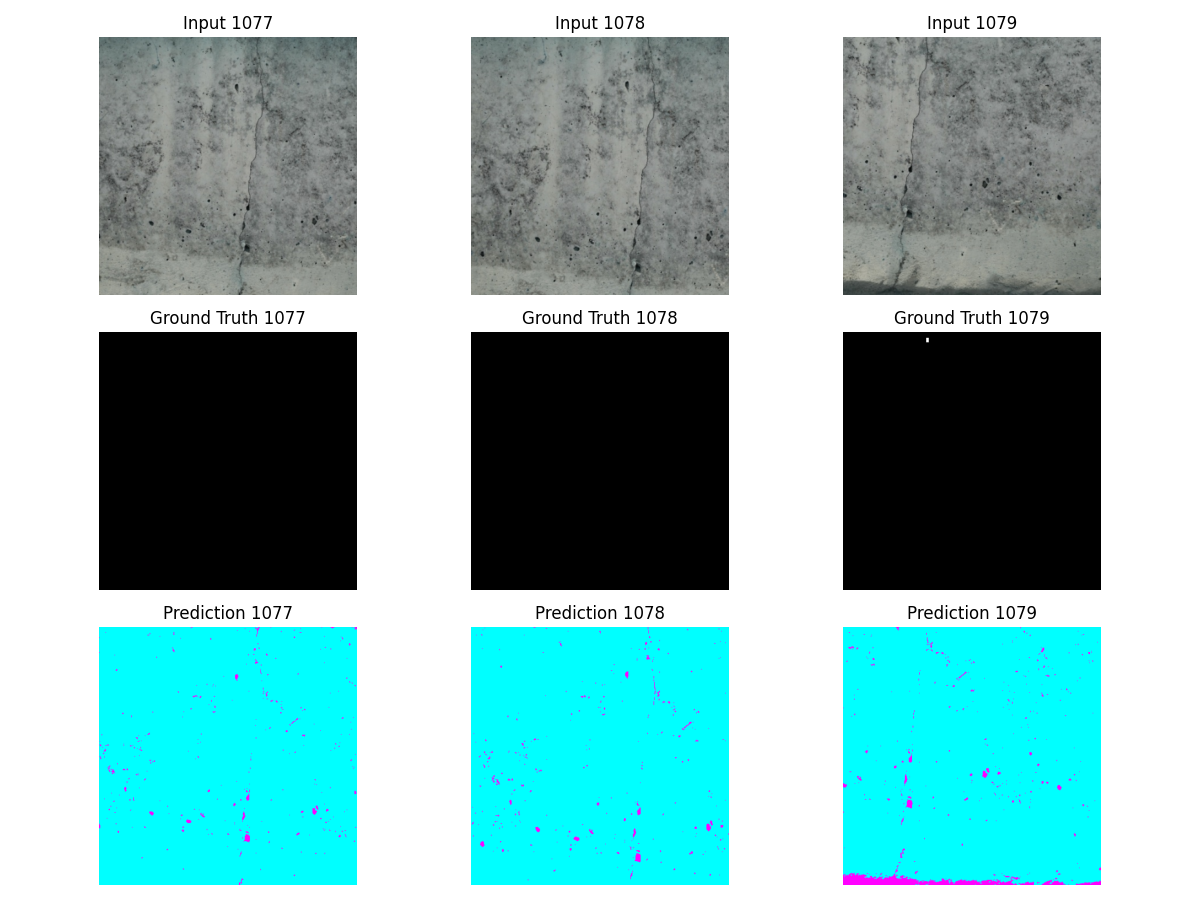 Input 1077
Input 1078
Input 1079
Ground Truth 1077
Ground Truth 1078
Ground Truth 1079
Prediction 1077
Prediction 1078
Prediction 1079